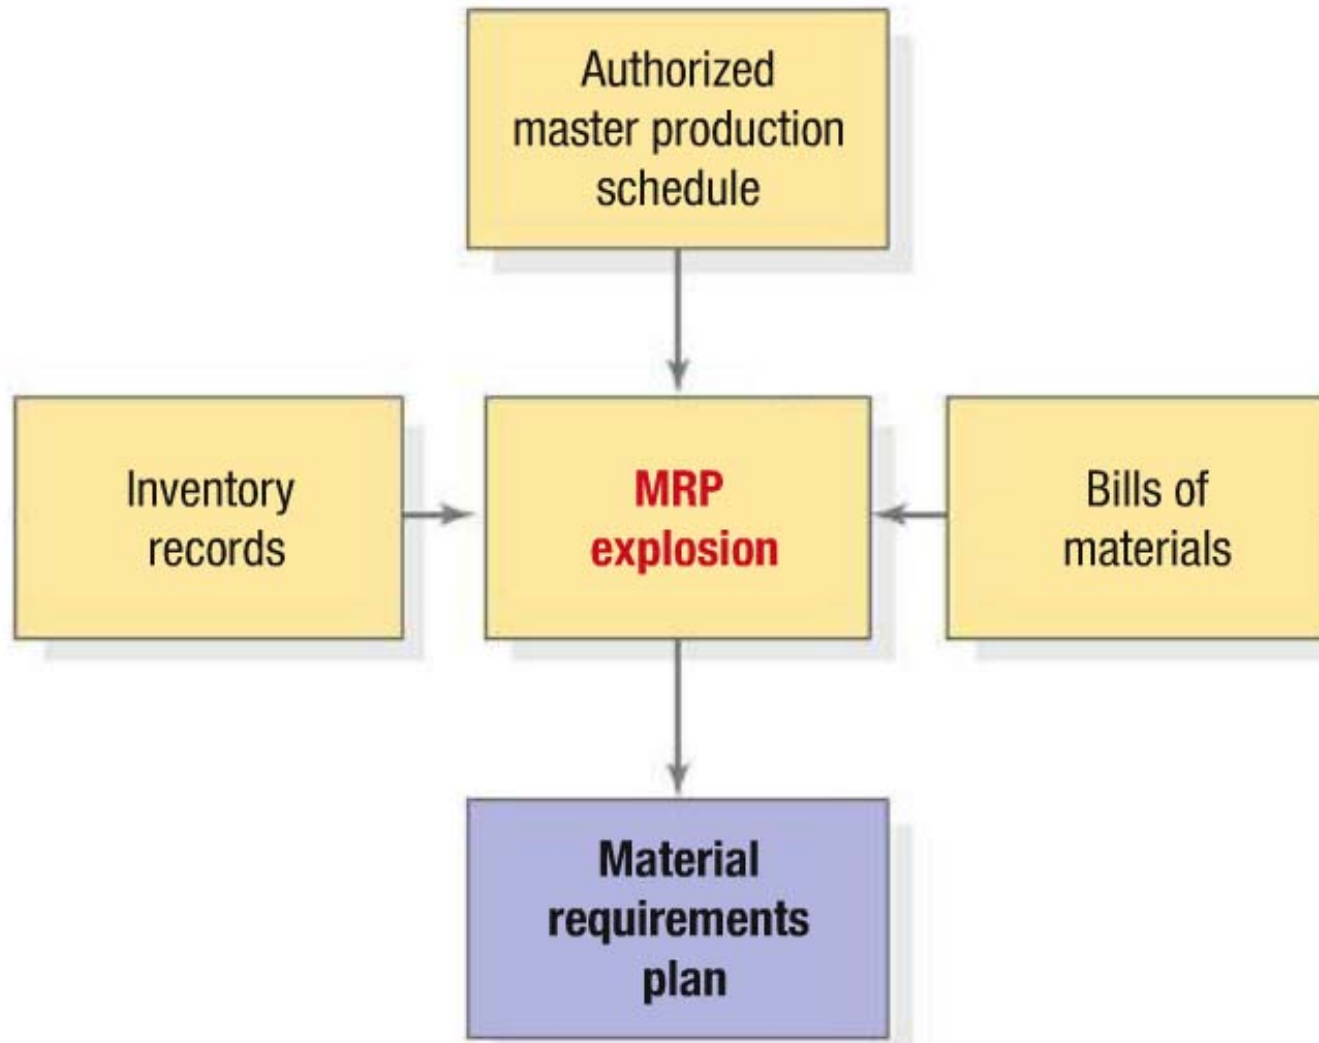 Authorized
master production
schedule
Inventory
records
MRP
explosion
Bills of
materials
Material
requirements
plan